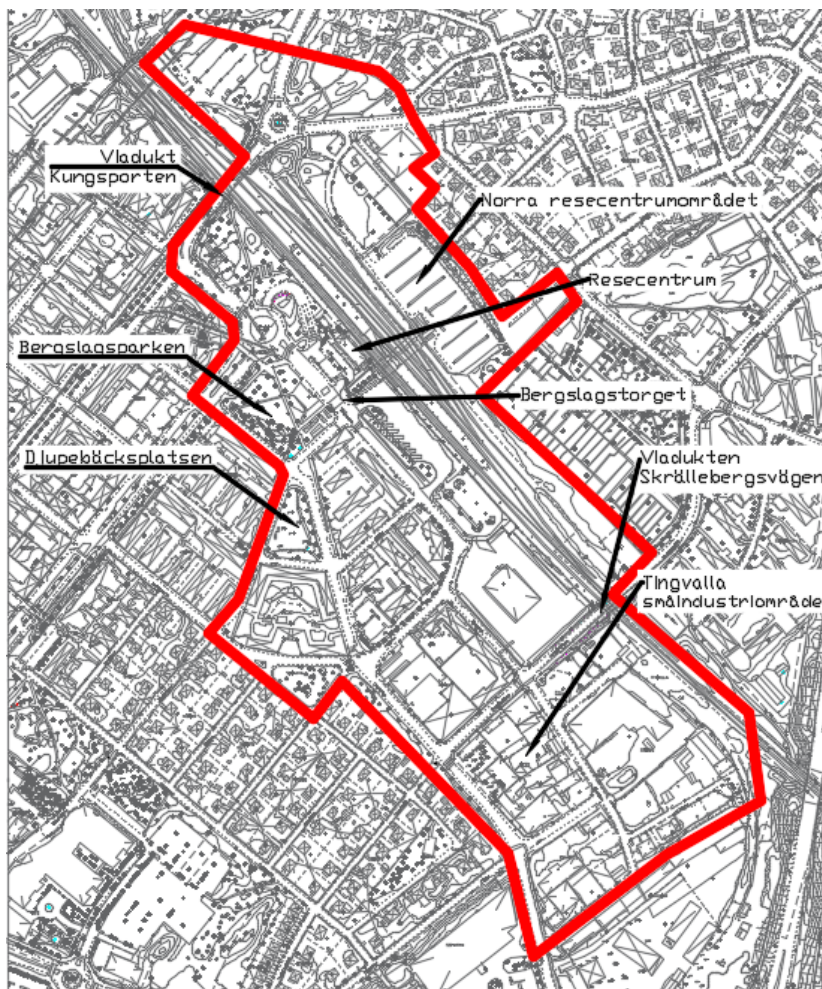 Viadukt
Kungsporten
Norra resecentrumområdet
Resecentrum
Bergslagsparken
Bergslagstorget
Djupebäcksplatsen
Viadukten
Skrällebergsvägen
Tingvalla
småindustriområde